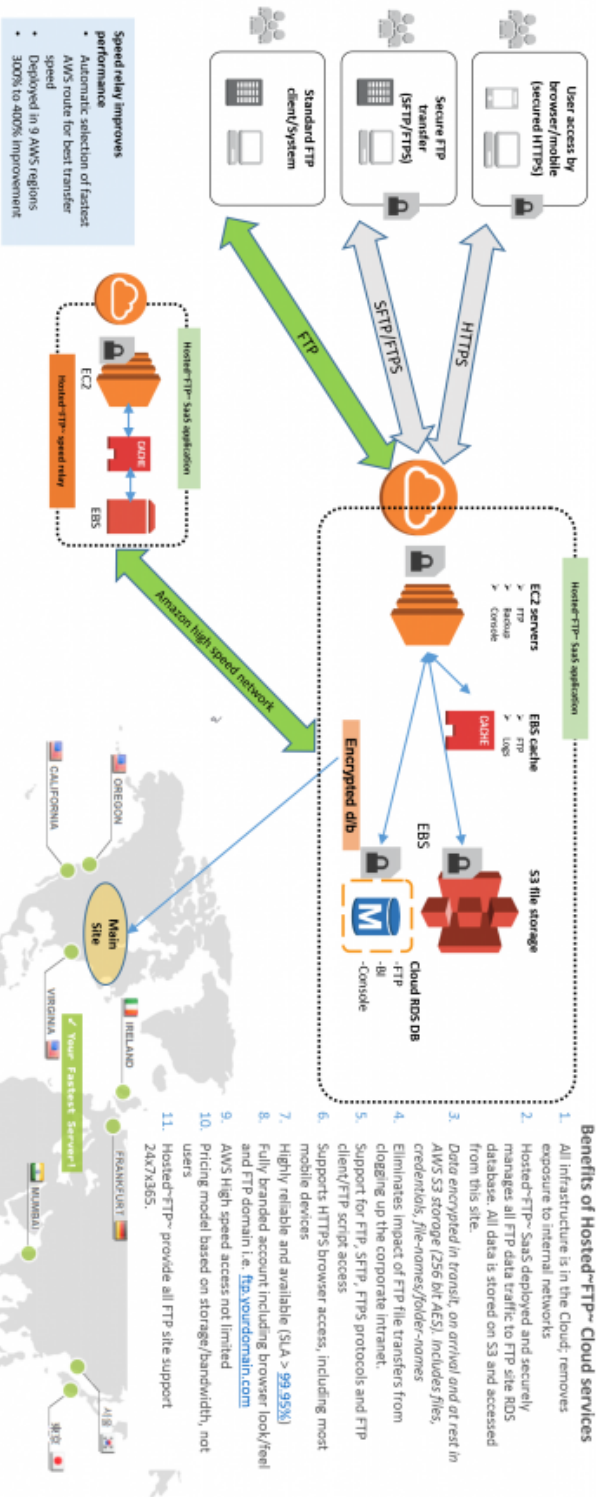 User access by
browser/mobile
(secured HTTPS)
Secure FTP
transfer
(SFTP/FTPS)
Standard FTP
client/System
HTTPS
SFTP/FTPS
FTP
Speed relay improves
performance
• Automatic selection of fastest
AWS route for best transfer
speed
• Deployed in 9 AWS regions
• 300% to 400% improvement
Hosted~FTP~ SaaS application
EC2 servers
➢ FTP
➢ Backup
➢ Console
EBS cache
➢ FTP
➢ Logs
CACHE
S3 file storage
EBS
Cloud RDS DB
-FTP
-BI
-Console
Encrypted d/b
Hosted~FTP~ SaaS application
EC2
CACHE
EBS
Hosted~FTP~ speed relay
Amazon high speed network
OREGON
CALIFORNIA
Main
Site
VIRGINIA
IRELAND
✓ Your Fastest Server!
FRANKFURT
MUMBAI
서울
東京
Benefits of Hosted~FTP~ Cloud services
1. All infrastructure is in the Cloud; removes
exposure to internal networks
2. Hosted~FTP~ SaaS deployed and securely
manages all FTP data traffic to FTP site RDS
database. All data is stored on S3 and accessed
from this site.
3. Data encrypted in transit, on arrival and at rest in
AWS S3 storage (256 bit AES). Includes files,
credentials, file-names/folder-names
4. Eliminates impact of FTP file transfers from
clogging up the corporate intranet.
5. Support for FTP, SFTP, FTPS protocols and FTP
client/FTP script access
6. Supports HTTPS browser access, including most
mobile devices
7. Highly reliable and available (SLA > 99.95%)
8. Fully branded account including browser look/feel
and FTP domain i.e. ftp.yourdomain.com
9. AWS High speed access not limited
10. Pricing model based on storage/bandwidth, not
users
11. Hosted~FTP~ provide all FTP site support
24x7x365.